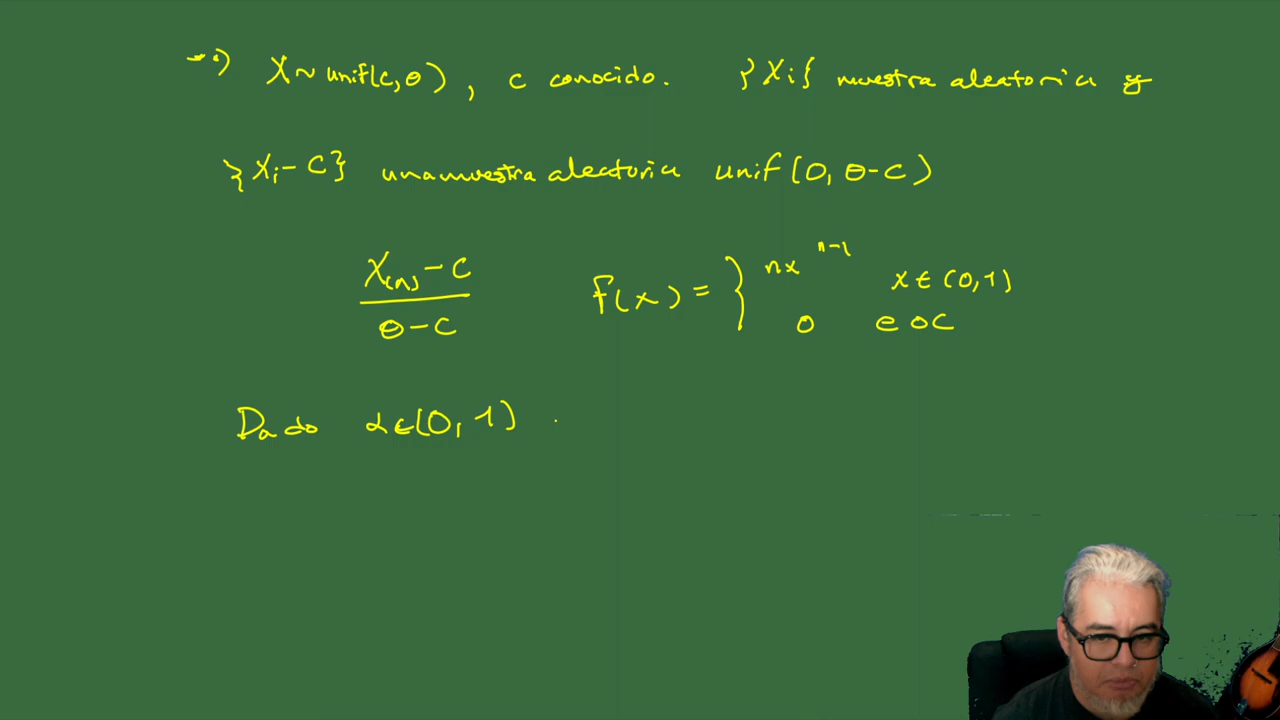 →∘) X ~ unif(c, θ), c conocido. {Xi} muestra aleatoria y
{Xi - c} una muestra aleatoria unif(0, θ-c)
X(n) - c / θ - c f(x) = { nx^(n-1) x ∈ (0,1)
0 eoc
Dado α ∈ (0,1)